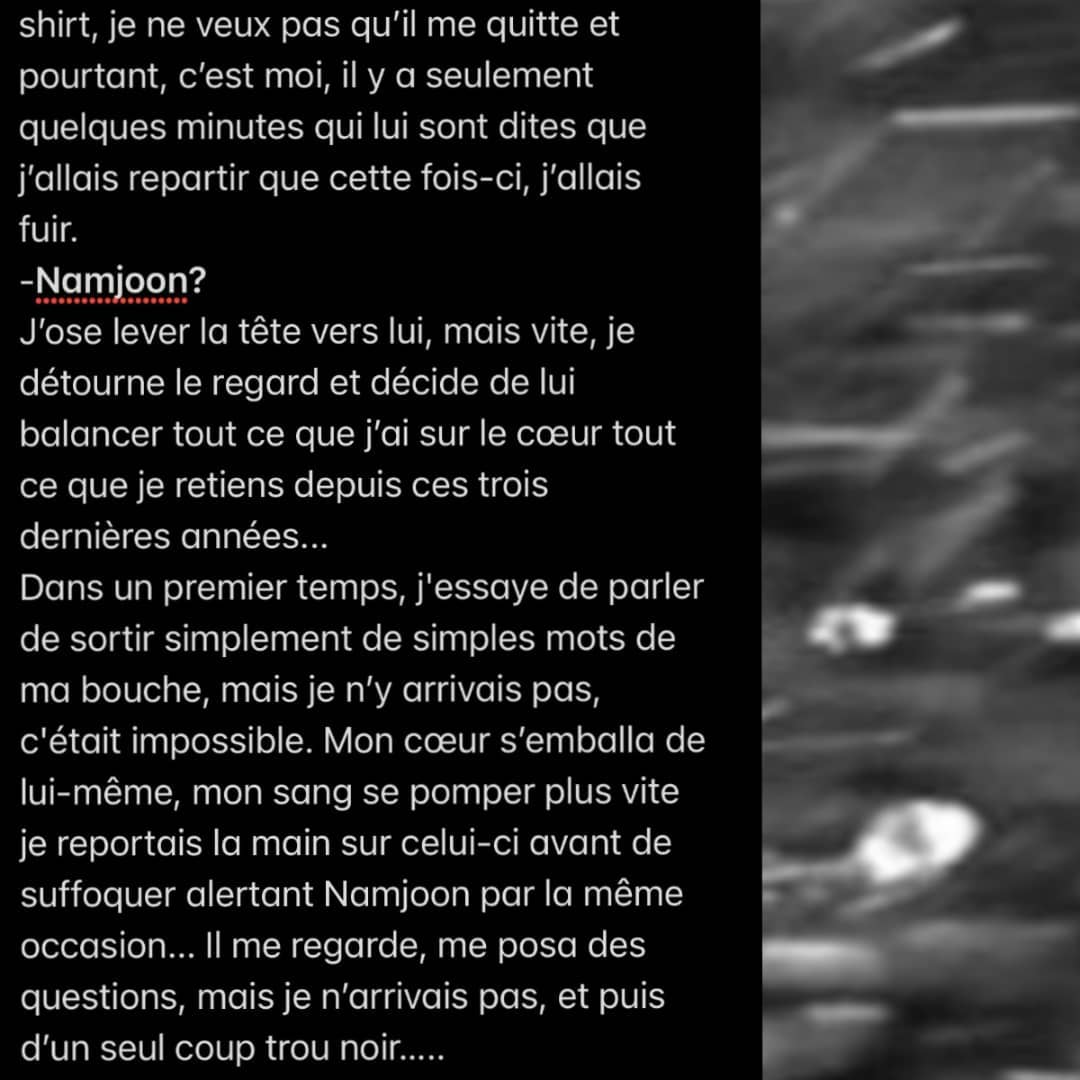 shirt, je ne veux pas qu’il me quitte et
pourtant, c’est moi, il y a seulement
quelques minutes qui lui sont dites que
j’allais repartir que cette fois-ci, j’allais
fuir.
-Namjoon?
J’ose lever la tête vers lui, mais vite, je
détourne le regard et décide de lui
balancer tout ce que j’ai sur le cœur tout
ce que je retiens depuis ces trois
dernières années...
Dans un premier temps, j'essaye de parler
de sortir simplement de simples mots de
ma bouche, mais je n’y arrivais pas,
c'était impossible. Mon cœur s’emballa de
lui-même, mon sang se pomper plus vite
je reportais la main sur celui-ci avant de
suffoquer alertant Namjoon par la même
occasion... Il me regarde, me posa des
questions, mais je n’arrivais pas, et puis
d’un seul coup trou noir.....